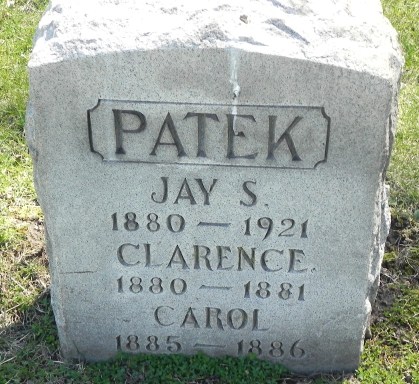 PATEK
JAY S.
1880 — 1921
CLARENCE.
1880 — 1881
CAROL
1885 — 1886